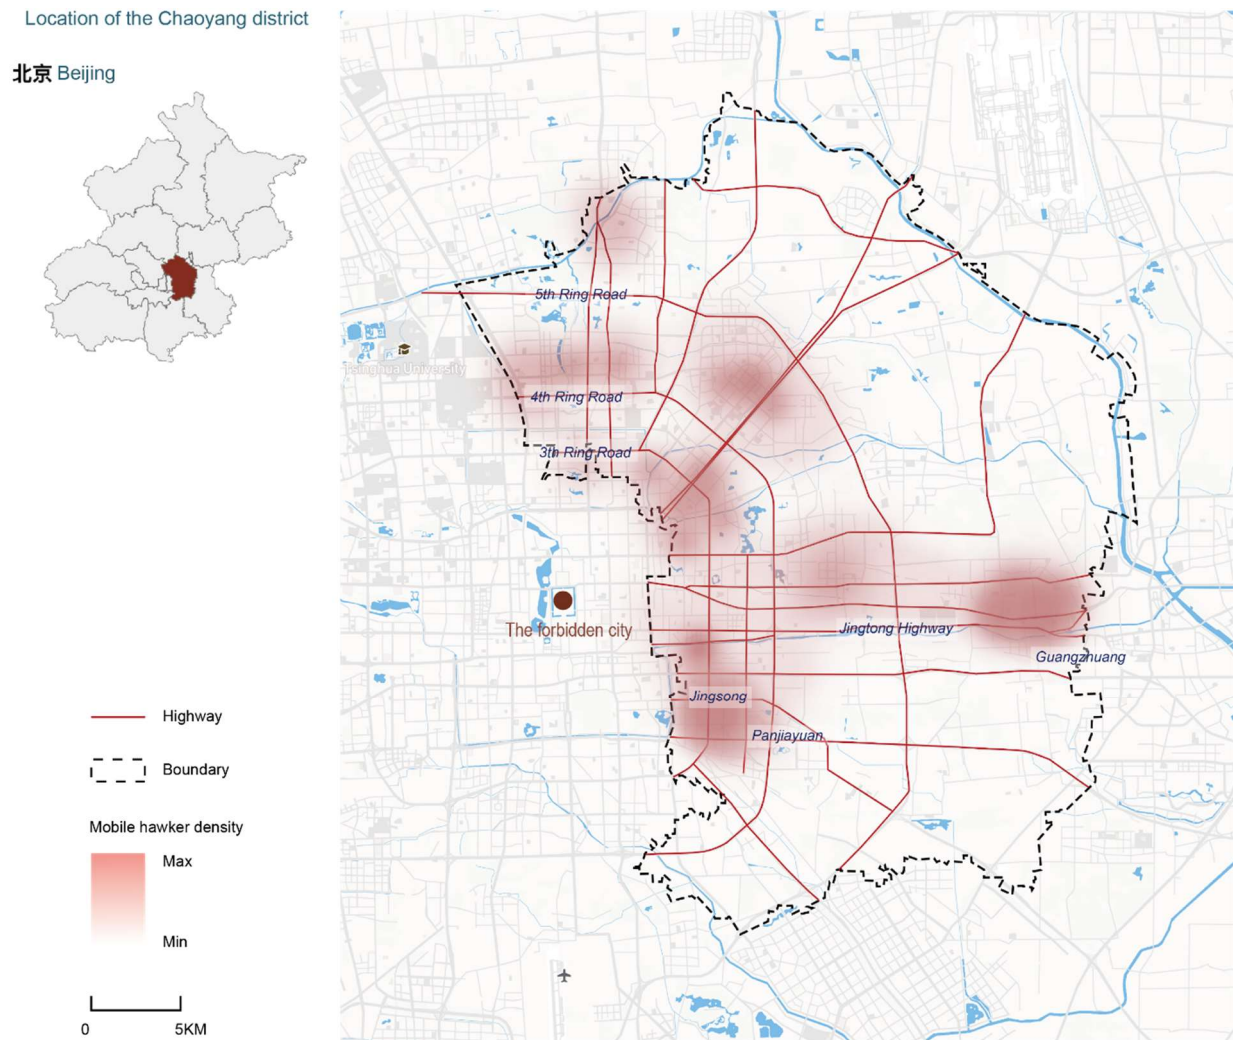 Location of the Chaoyang district
北京 Beijing
5th Ring Road
Tsinghua University
4th Ring Road
3th Ring Road
The forbidden city
Jingtong Highway
Guangzhuang
Jingsong
Panjiayuan
Highway
Boundary
Mobile hawker density
Max
Min
0 5KM